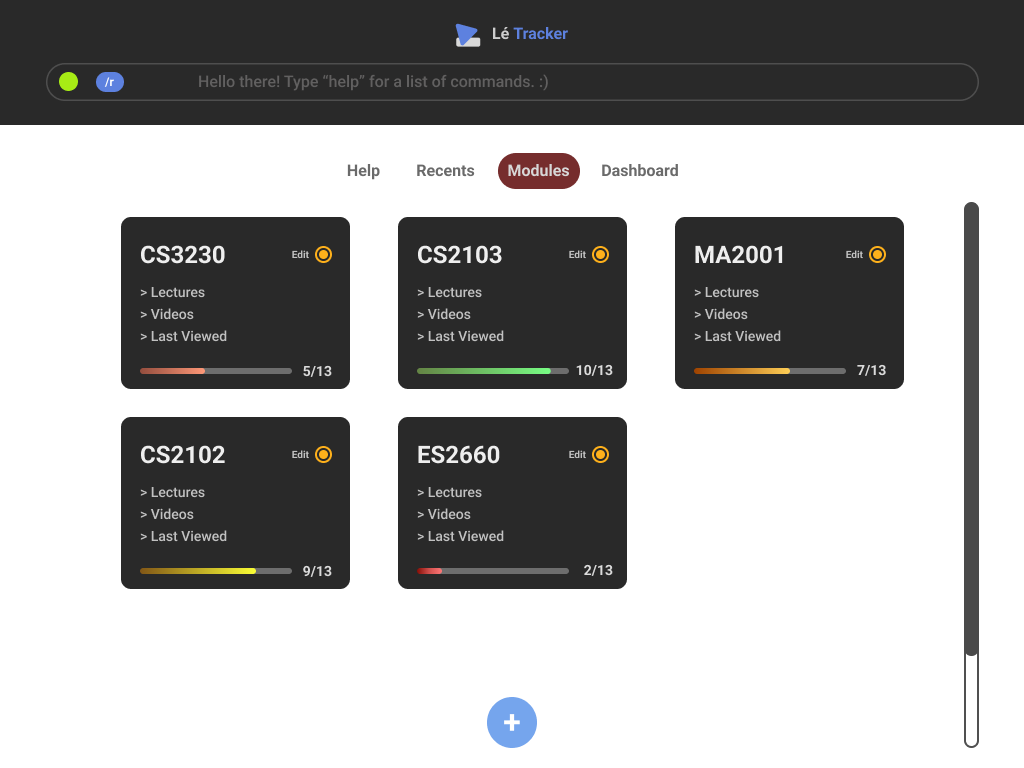 Lé Tracker
/r Hello there! Type “help” for a list of commands. :)
Help Recents Modules Dashboard
CS3230 Edit
> Lectures
> Videos
> Last Viewed
5/13
CS2103 Edit
> Lectures
> Videos
> Last Viewed
10/13
MA2001 Edit
> Lectures
> Videos
> Last Viewed
7/13
CS2102 Edit
> Lectures
> Videos
> Last Viewed
9/13
ES2660 Edit
> Lectures
> Videos
> Last Viewed
2/13
+